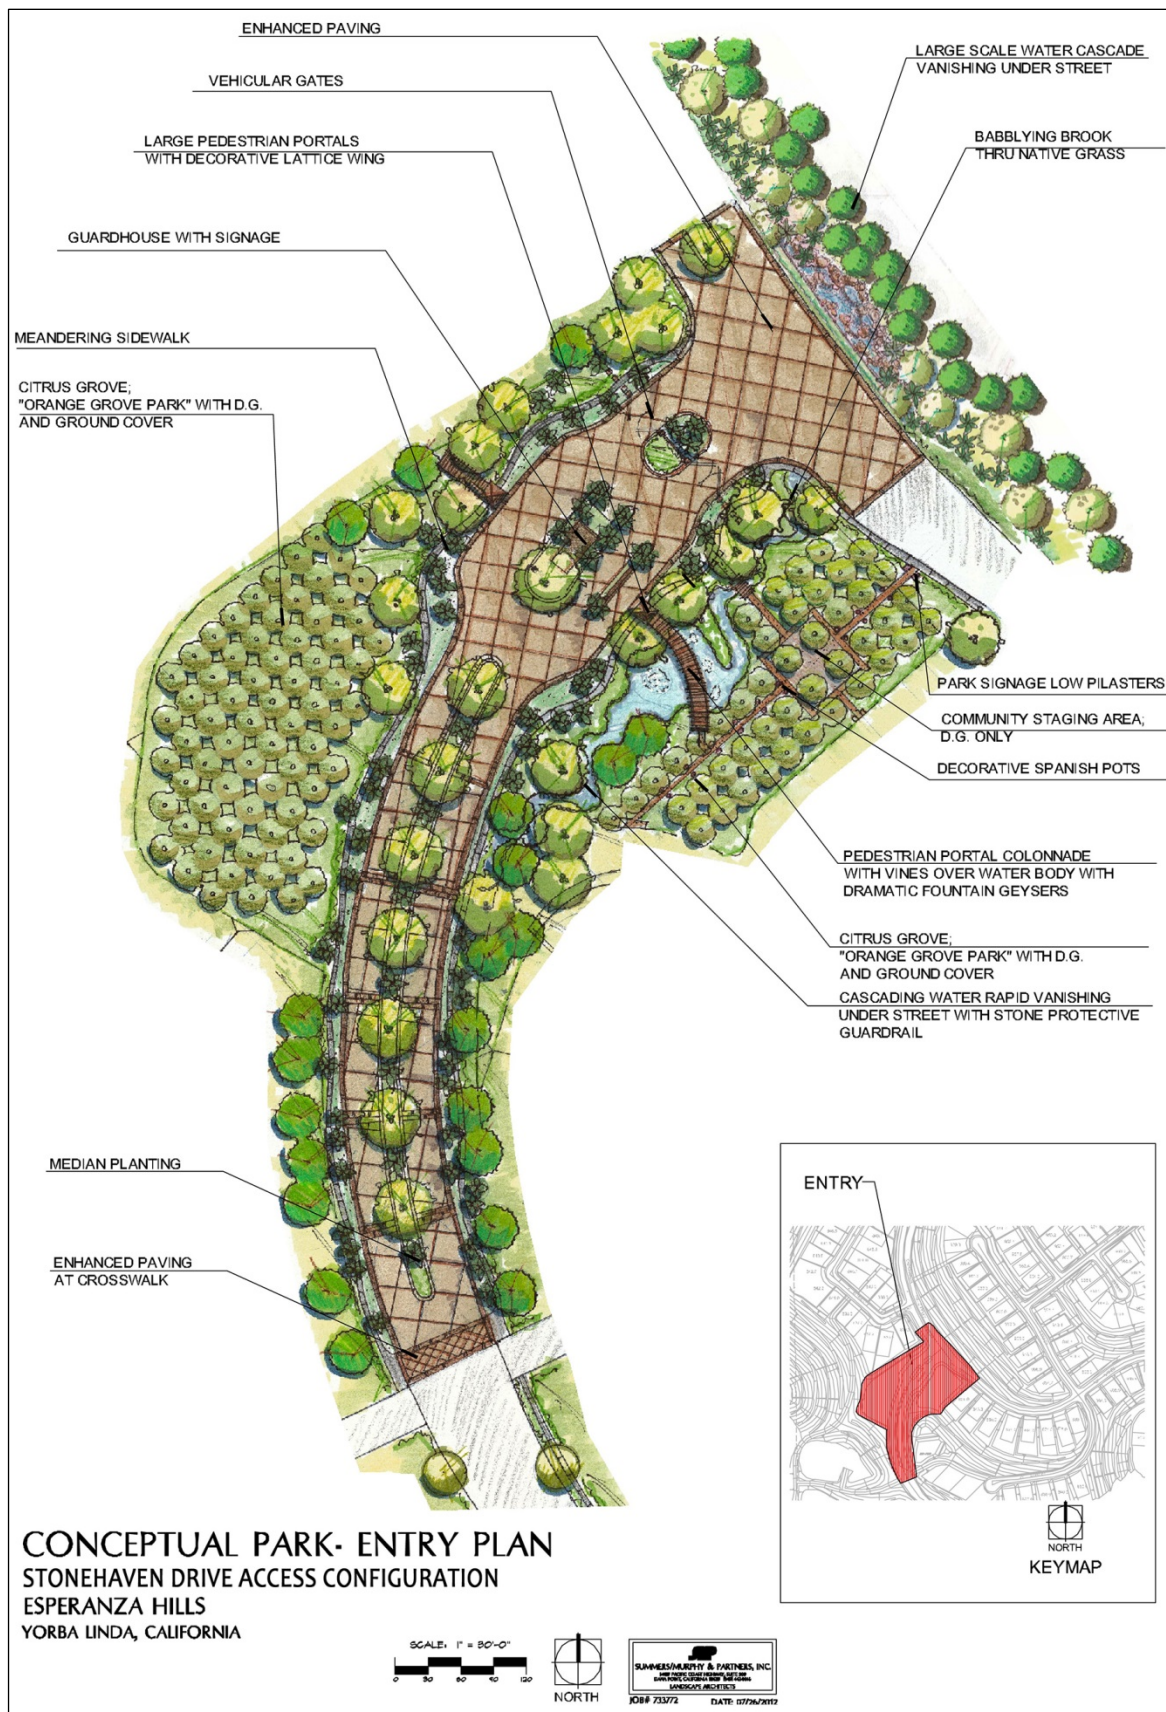 ENHANCED PAVING
VEHICULAR GATES
LARGE PEDESTRIAN PORTALS
WITH DECORATIVE LATTICE WING
GUARDHOUSE WITH SIGNAGE
MEANDERING SIDEWALK
CITRUS GROVE;
"ORANGE GROVE PARK" WITH D.G.
AND GROUND COVER
LARGE SCALE WATER CASCADE
VANISHING UNDER STREET
BABBLYING BROOK
THRU NATIVE GRASS
PARK SIGNAGE LOW PILASTERS
COMMUNITY STAGING AREA;
D.G. ONLY
DECORATIVE SPANISH POTS
PEDESTRIAN PORTAL COLONNADE
WITH VINES OVER WATER BODY WITH
DRAMATIC FOUNTAIN GEYSERS
CITRUS GROVE;
"ORANGE GROVE PARK" WITH D.G.
AND GROUND COVER
CASCADING WATER RAPID VANISHING
UNDER STREET WITH STONE PROTECTIVE
GUARDRAIL
MEDIAN PLANTING
ENHANCED PAVING
AT CROSSWALK
ENTRY
NORTH
KEYMAP
CONCEPTUAL PARK- ENTRY PLAN
STONEHAVEN DRIVE ACCESS CONFIGURATION
ESPERANZA HILLS
YORBA LINDA, CALIFORNIA
SCALE: 1" = 30'-0"
0 30 60 90 120
NORTH
SUMMERS/MURPHY & PARTNERS, INC.
LANDSCAPE ARCHITECTS
JOB# 733772 DATE: 07/26/2012